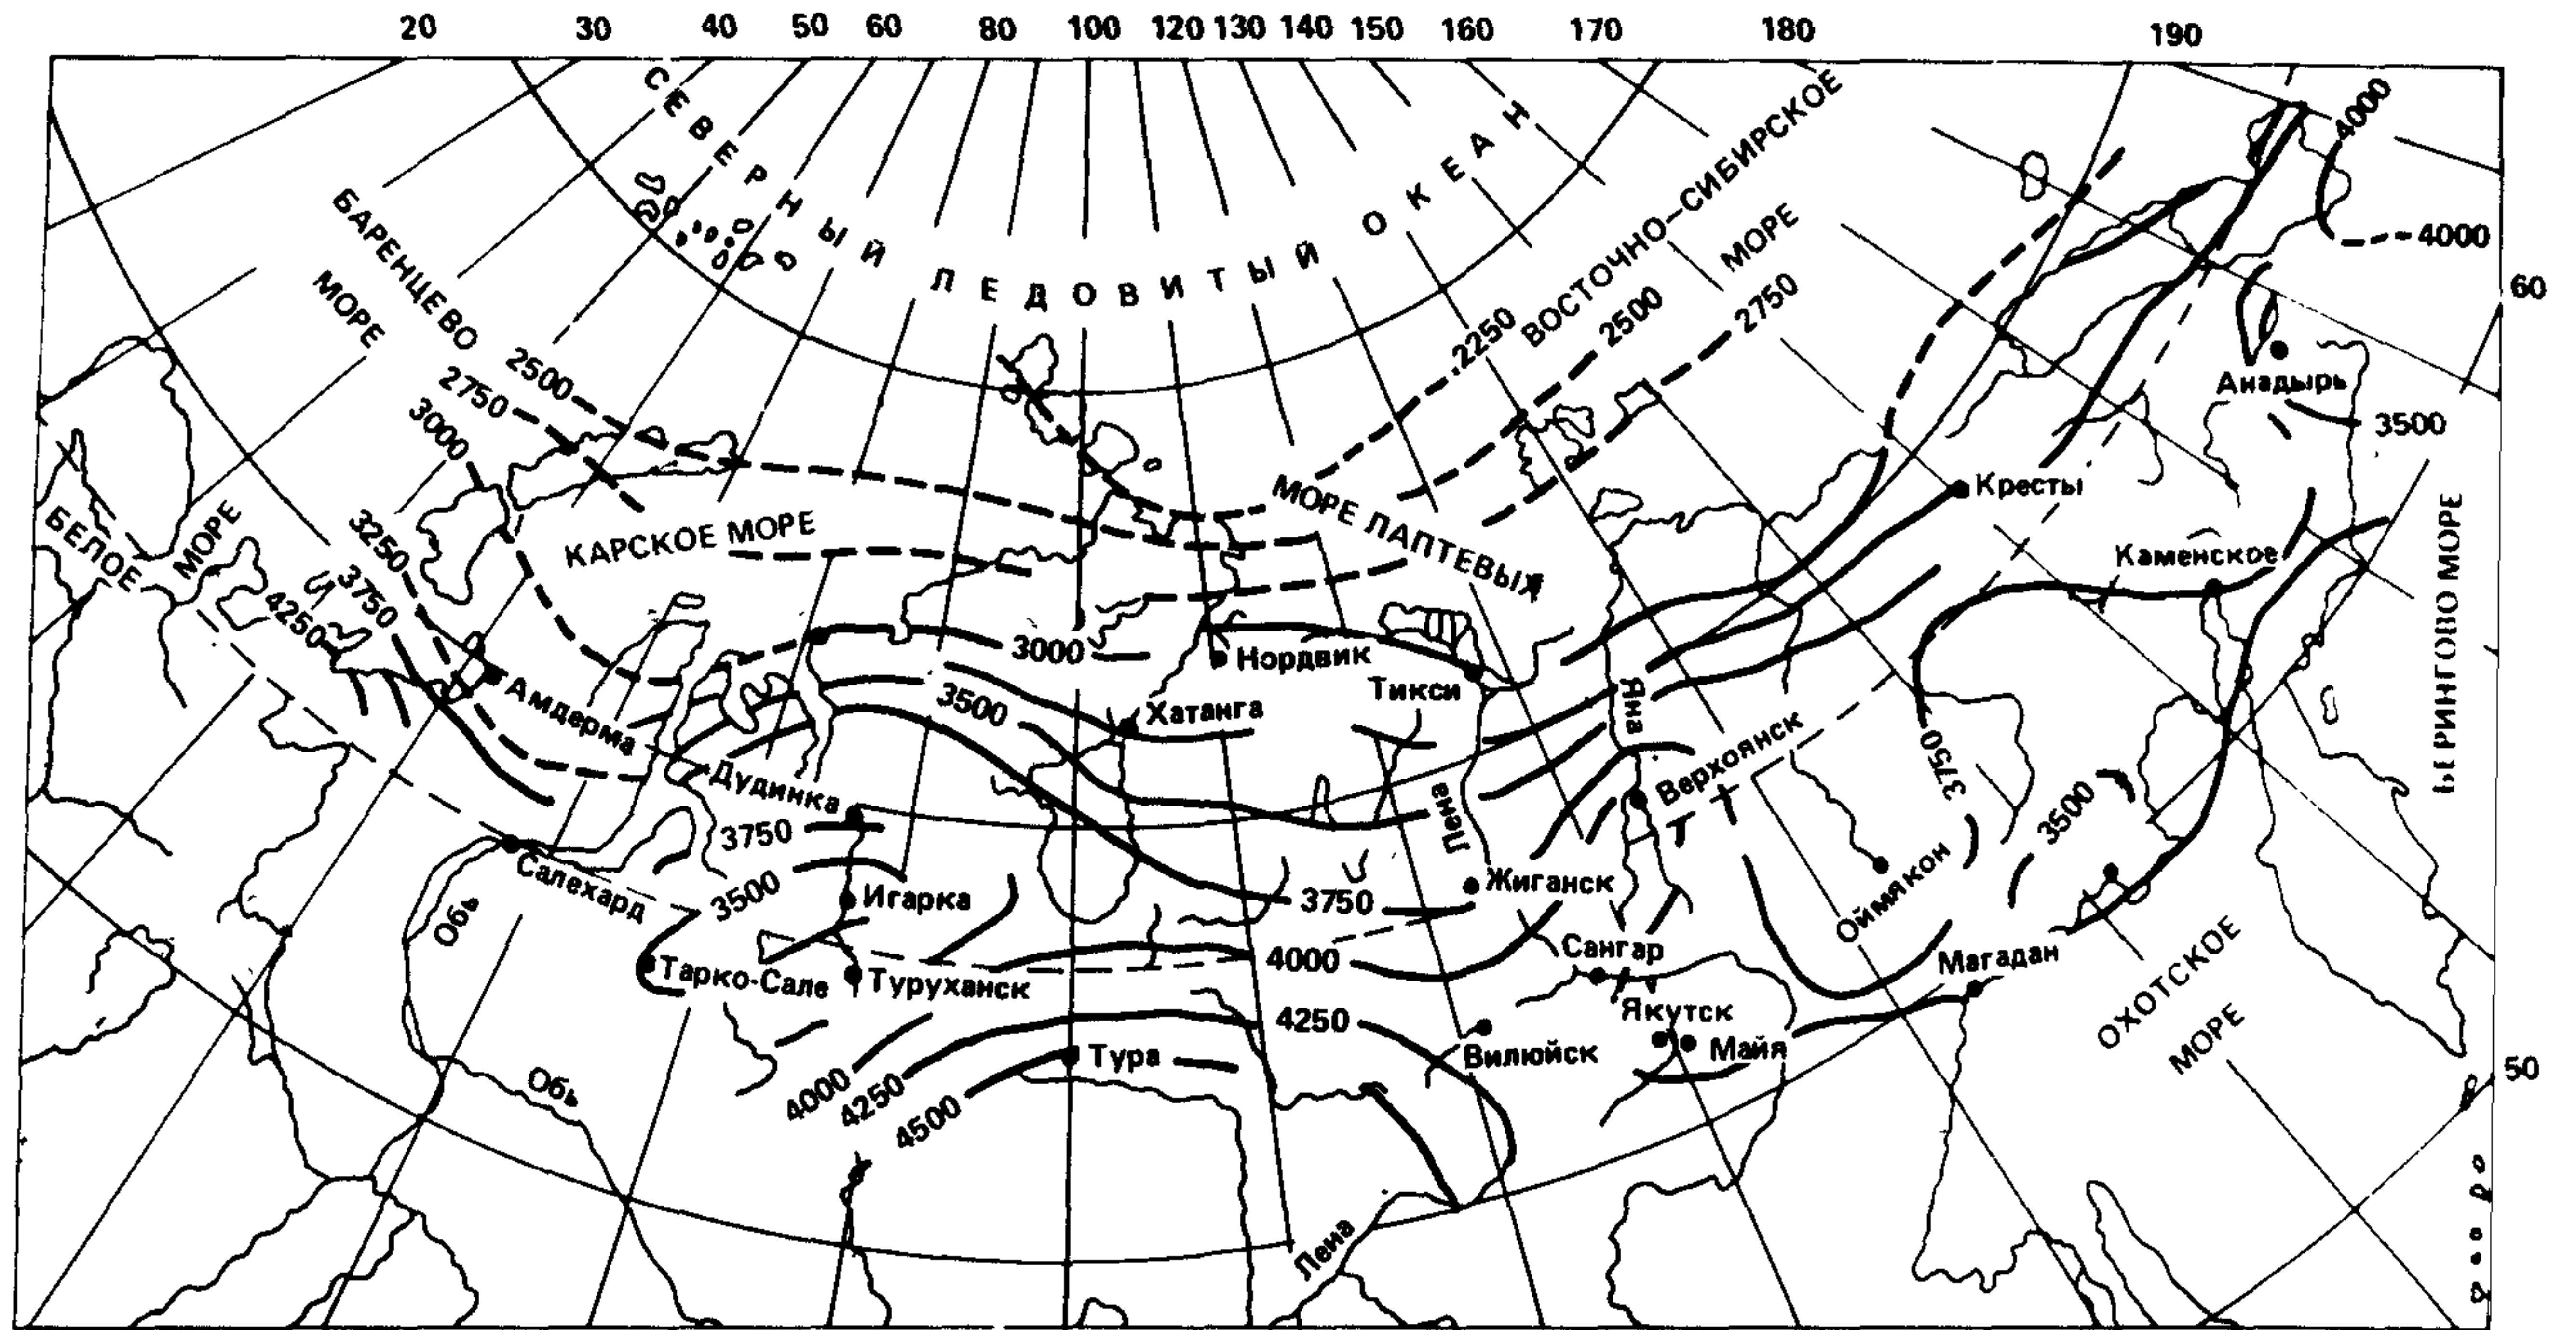 20 30 40 50 60 80 100 120 130 140 150 160 170 180 190
СЕВЕРНЫЙ ЛЕДОВИТЫЙ ОКЕАН
БАРЕНЦЕВО
МОРЕ
ВОСТОЧНО-СИБИРСКОЕ
МОРЕ
4000
4000
60
2250
2500
2750
2500
2750
3000
3250
3750
4250
Анадырь
3500
БЕЛОЕ
МОРЕ
КАРСКОЕ МОРЕ
МОРЕ ЛАПТЕВЫХ
Кресты
Каменское
БЕРИНГОВО МОРЕ
3000
Нордвик
Тикси
Амдерма
3500
Хатанга
Яна
Верхоянск
3750
3500
Дудинка
3750
Лена
Салехард
3500
Игарка
3750
Жиганск
Оймякон
Обь
Тарко-Сале
Туруханск
4000
Сангар
Магадан
ОХОТСКОЕ
МОРЕ
4250
Якутск
Вилюйск
Майя
Тура
50
Обь
4000
4250
4500
Лена